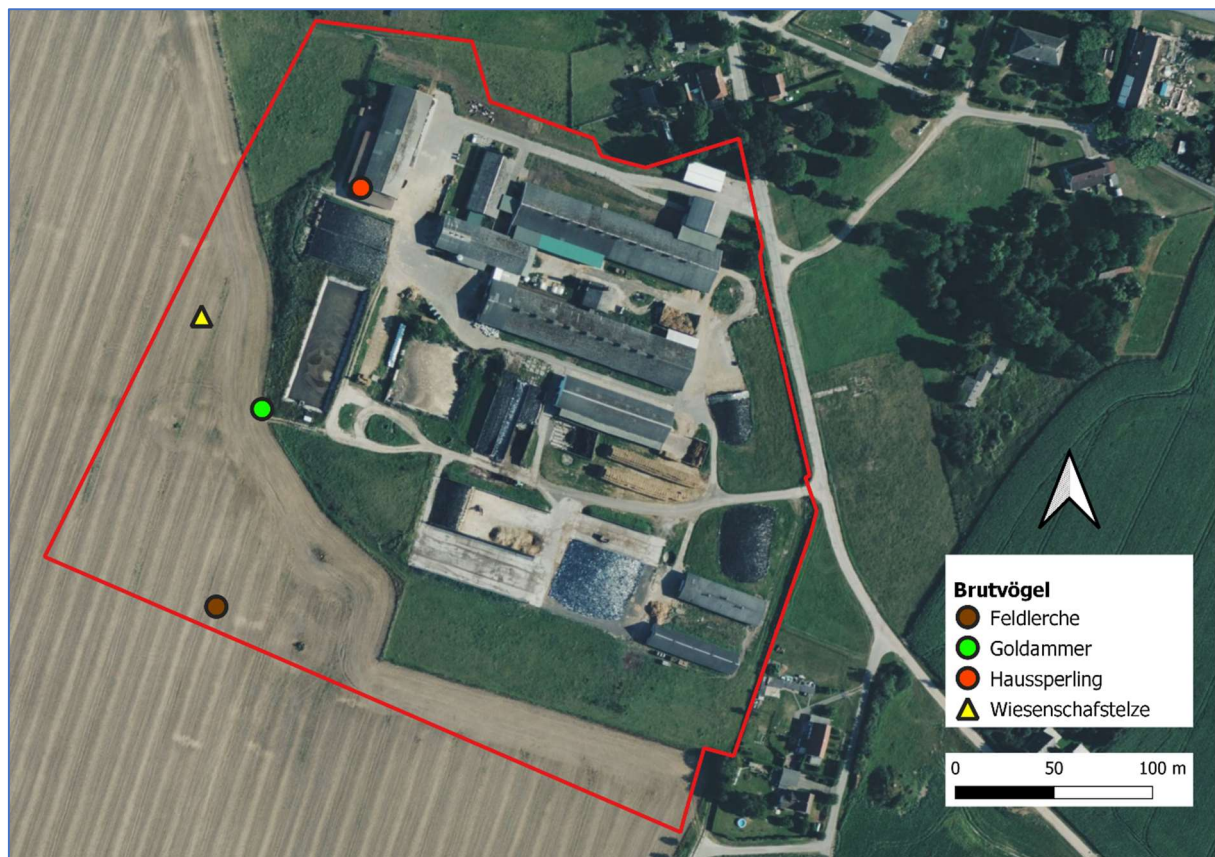 Brutvögel
Feldlerche
Goldammer
Haussperling
Wiesenschafstelze
0 50 100 m